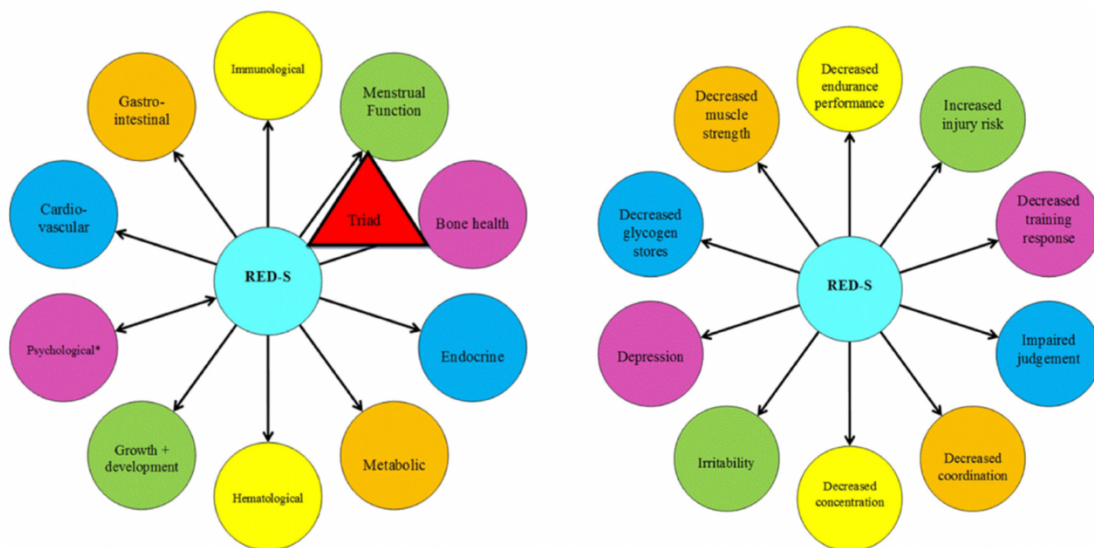 Immunological
Menstrual
Function
Bone health
Endocrine
Metabolic
Hematological
Growth +
development
Psychological*
Cardio-
vascular
Gastro-
intestinal
Triad
RED-S
Decreased
endurance
performance
Increased
injury risk
Decreased
training
response
Impaired
judgement
Decreased
coordination
Decreased
concentration
Irritability
Depression
Decreased
glycogen
stores
Decreased
muscle
strength
RED-S